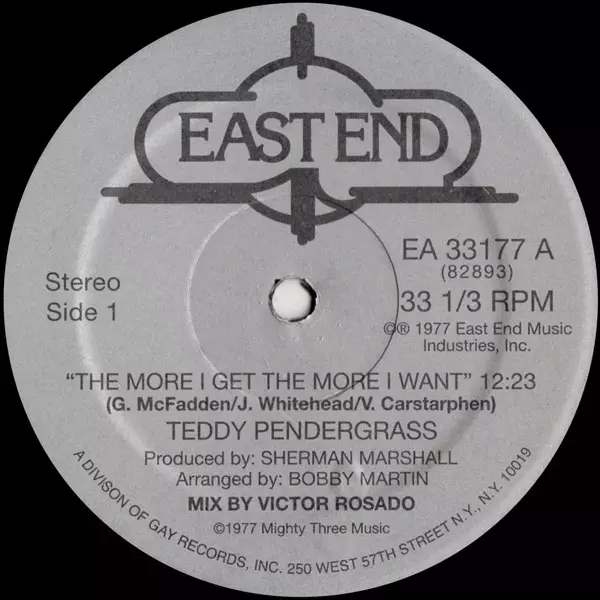 EAST END
Stereo
Side 1
EA 33177 A
(82893)
33 1/3 RPM
©® 1977 East End Music
Industries, Inc.
“THE MORE I GET THE MORE I WANT” 12:23
(G. McFadden/J. Whitehead/V. Carstarphen)
TEDDY PENDERGRASS
Produced by: SHERMAN MARSHALL
Arranged by: BOBBY MARTIN
MIX BY VICTOR ROSADO
©1977 Mighty Three Music
A DIVISON OF GAY RECORDS, INC. 250 WEST 57TH STREET N.Y., N.Y. 10019